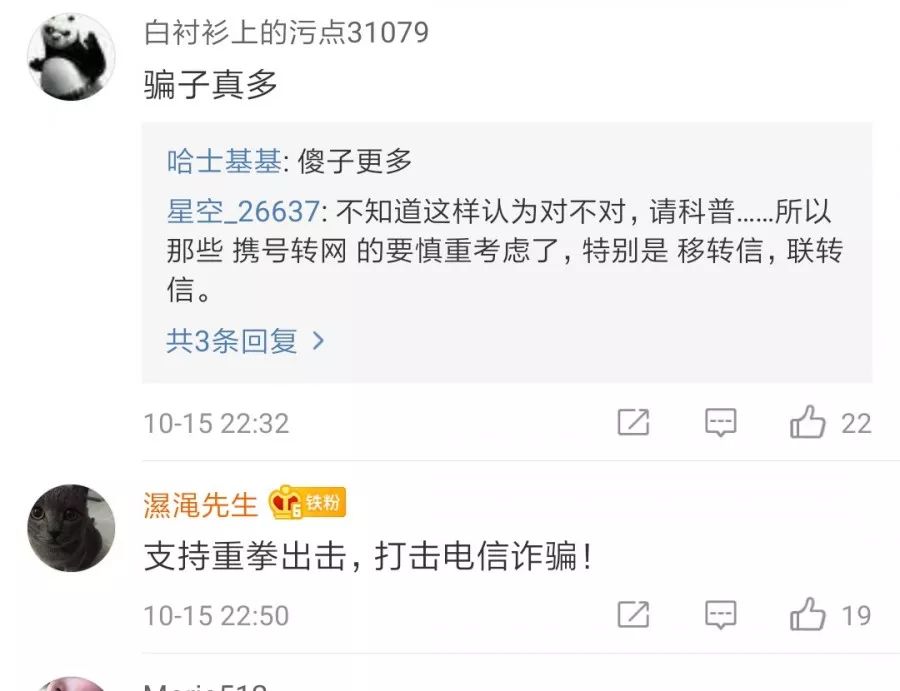 白衬衫上的污点31079
骗子真多
哈士基基: 傻子更多
星空_26637: 不知道这样认为对不对，请科普……所以
那些 携号转网 的要慎重考虑了，特别是 移转信，联转
信。
共3条回复 >
10-15 22:32
22
濕渑先生 6 铁粉
支持重拳出击，打击电信诈骗！
10-15 22:50
19